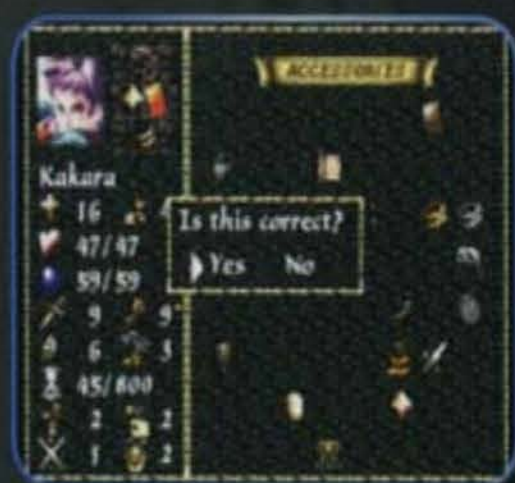 ACCESSORIES
Kakara
16
47/47
59/59
9 9
6 3
45/800
2 2
1 2
Is this correct?
Yes No